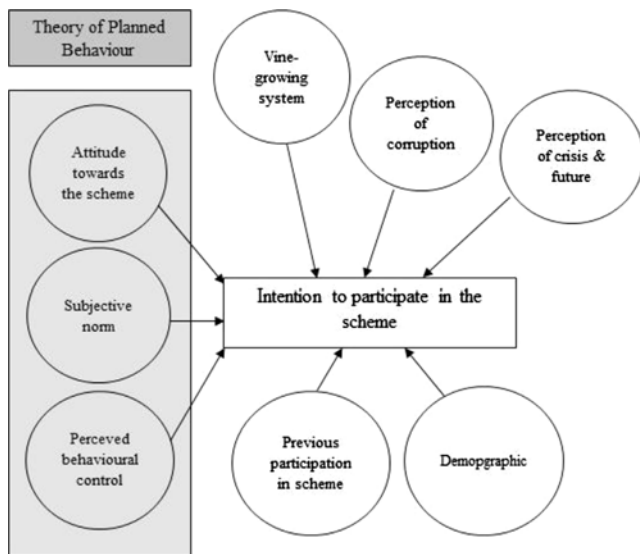 Theory of Planned
Behaviour
Attitude
towards
the scheme
Subjective
norm
Perceved
behavioural
control
Vine-
growing
system
Perception
of
corruption
Perception
of crisis &
future
Intention to participate in the
scheme
Previous
participation
in scheme
Demopgraphic